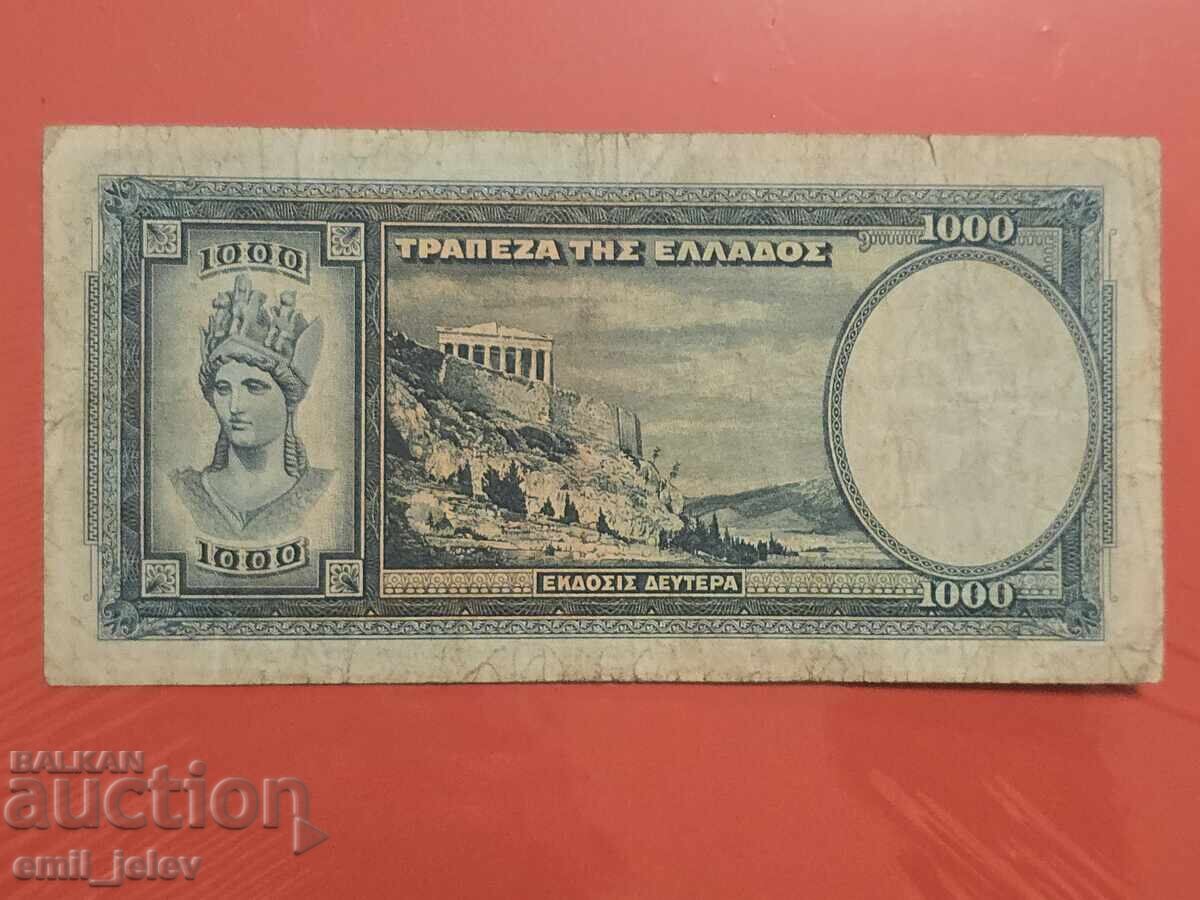 1000
ΤΡΑΠΕΖΑ ΤΗΣ ΕΛΛΑΔΟΣ
1000
1000
ΕΚΔΟΣΙΣ ΔΕΥΤΕΡΑ
1000
BALKAN
auction
emil_jelev